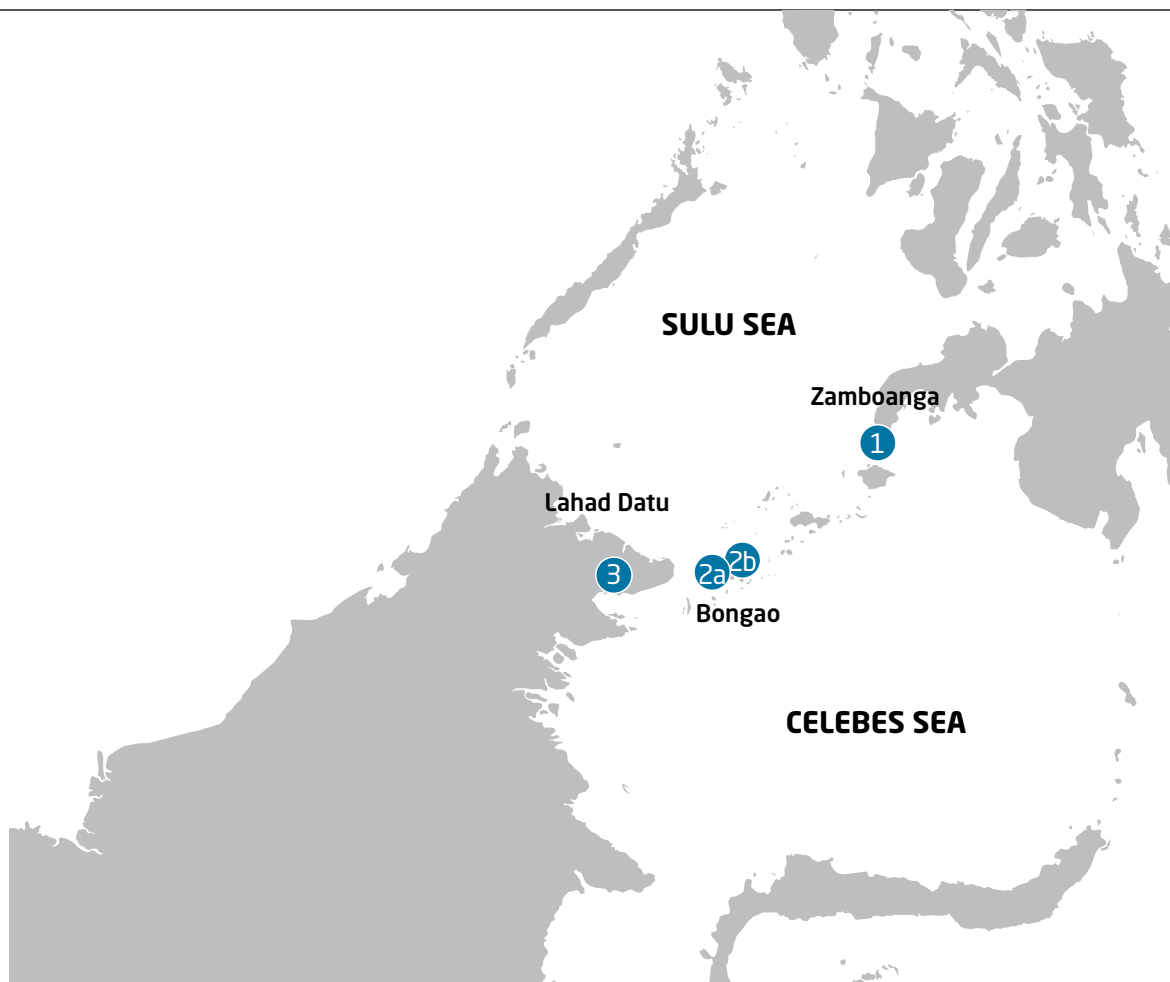 SULU SEA
Zamboanga
1
Lahad Datu
2b
2a
3
Bongao
CELEBES SEA